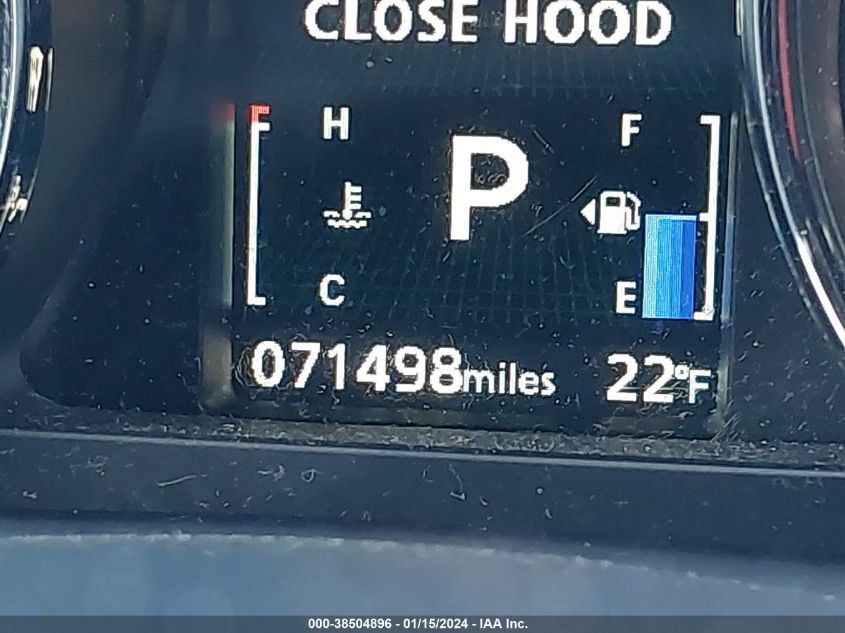 CLOSE HOOD
H F
P
C E
071498miles 22°F
000-38504896 - 01/15/2024 - IAA Inc.